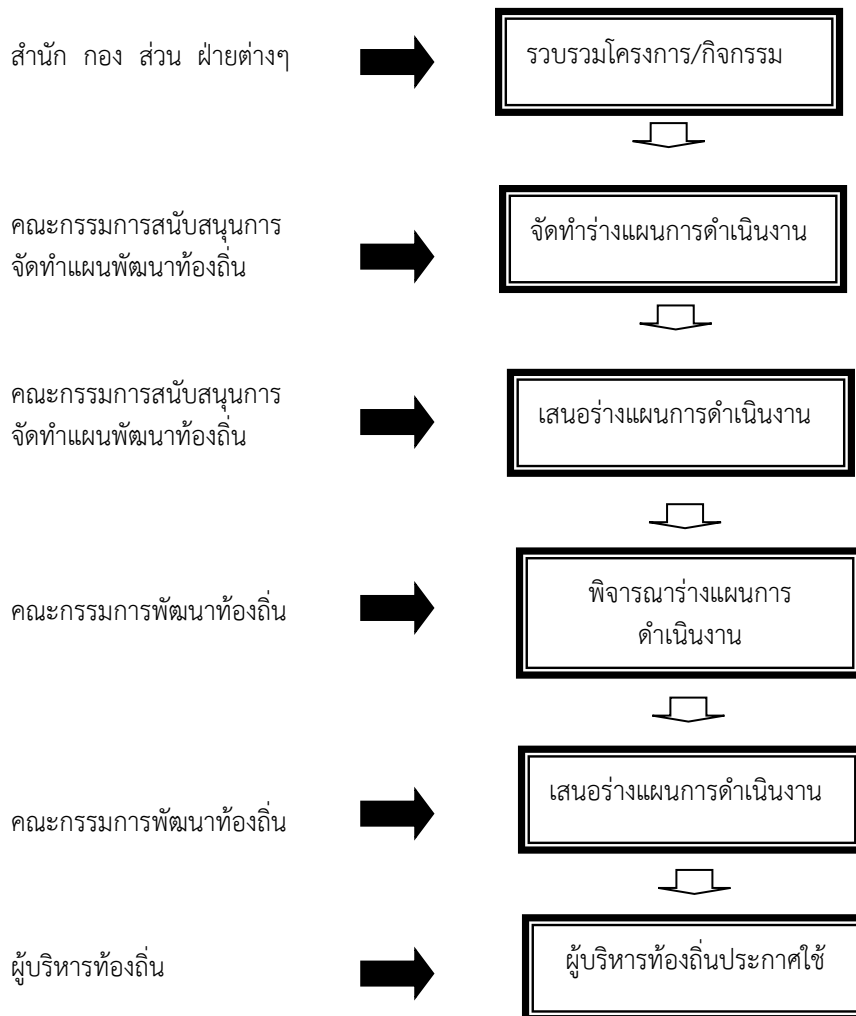 สำนัก กอง ส่วน ฝ่ายต่างๆ
รวบรวมโครงการ/กิจกรรม
คณะกรรมการสนับสนุนการ
จัดทำแผนพัฒนาท้องถิ่น
จัดทำร่างแผนการดำเนินงาน
คณะกรรมการสนับสนุนการ
จัดทำแผนพัฒนาท้องถิ่น
เสนอร่างแผนการดำเนินงาน
คณะกรรมการพัฒนาท้องถิ่น
พิจารณาร่างแผนการ
ดำเนินงาน
คณะกรรมการพัฒนาท้องถิ่น
เสนอร่างแผนการดำเนินงาน
ผู้บริหารท้องถิ่น
ผู้บริหารท้องถิ่นประกาศใช้